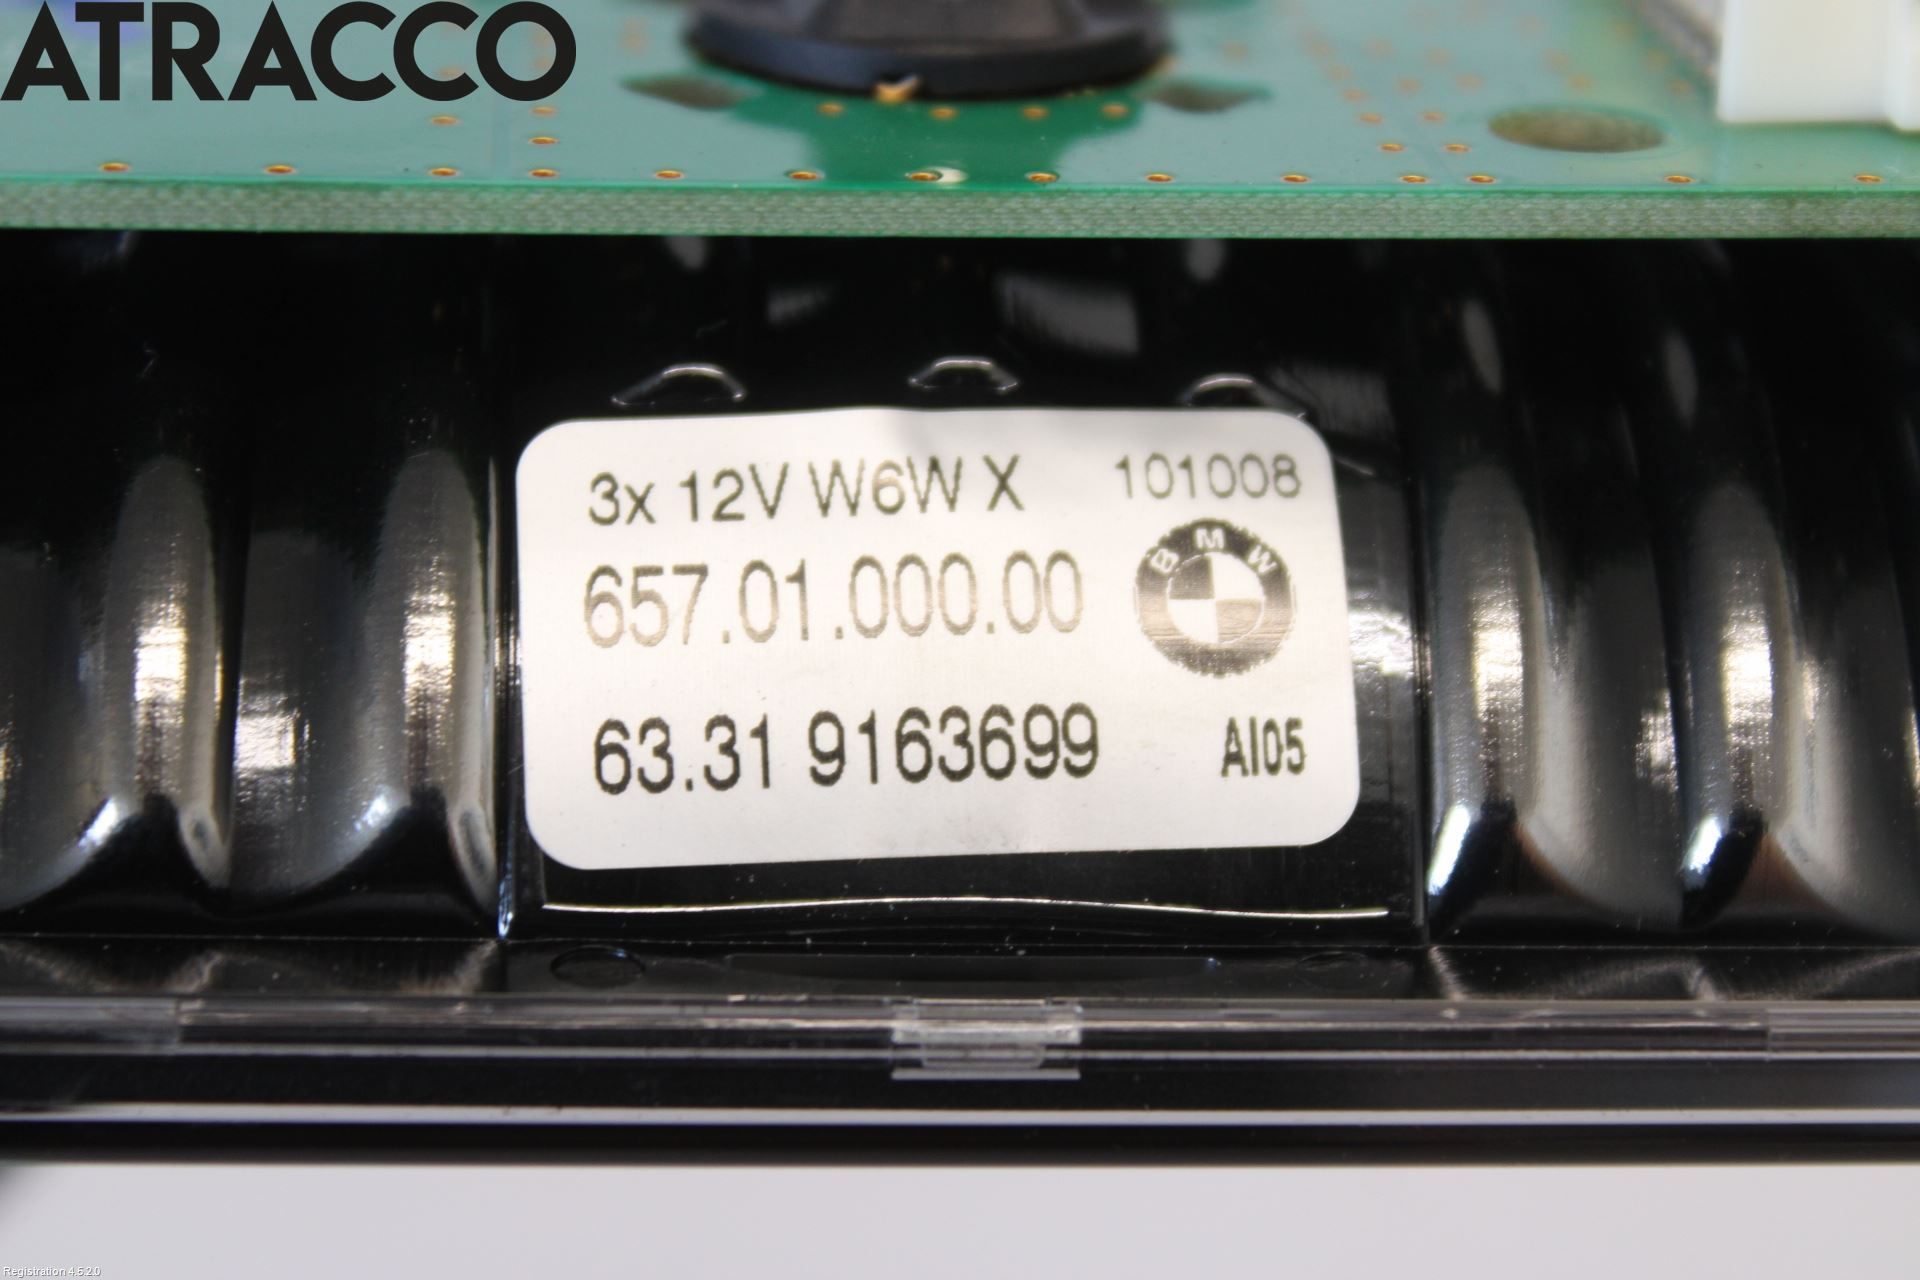 ATRACCO
3x 12V W6W X 101008
657.01.000.00
BMW
63.31 9163699 AI05
Registration 4.5.2.0